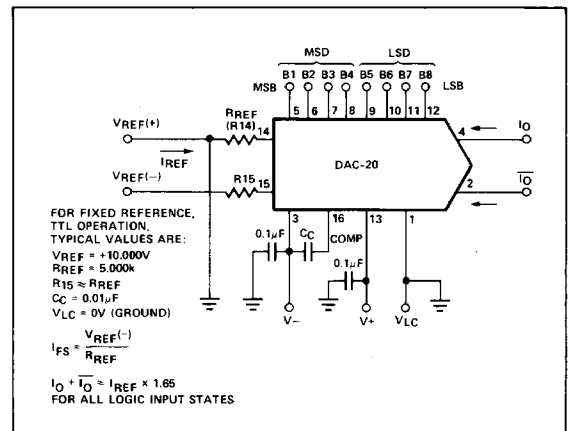 MSD LSD
MSB B1 B2 B3 B4 B5 B6 B7 B8 LSB
5 6 7 8 9 10 11 12
VREF(+) RREF (R14) 14 4 IO
IREF
DAC-20
VREF(−) R15 15 2 IO
3 16 13 1
0.1μF CC COMP
0.1μF
V− V+ VLC
FOR FIXED REFERENCE,
TTL OPERATION,
TYPICAL VALUES ARE:
VREF = +10.000V
RREF = 5.000k
R15 ≈ RREF
CC = 0.01μF
VLC = 0V (GROUND)
IFS = VREF(−)
RREF
IO + IO = IREF × 1.65
FOR ALL LOGIC INPUT STATES